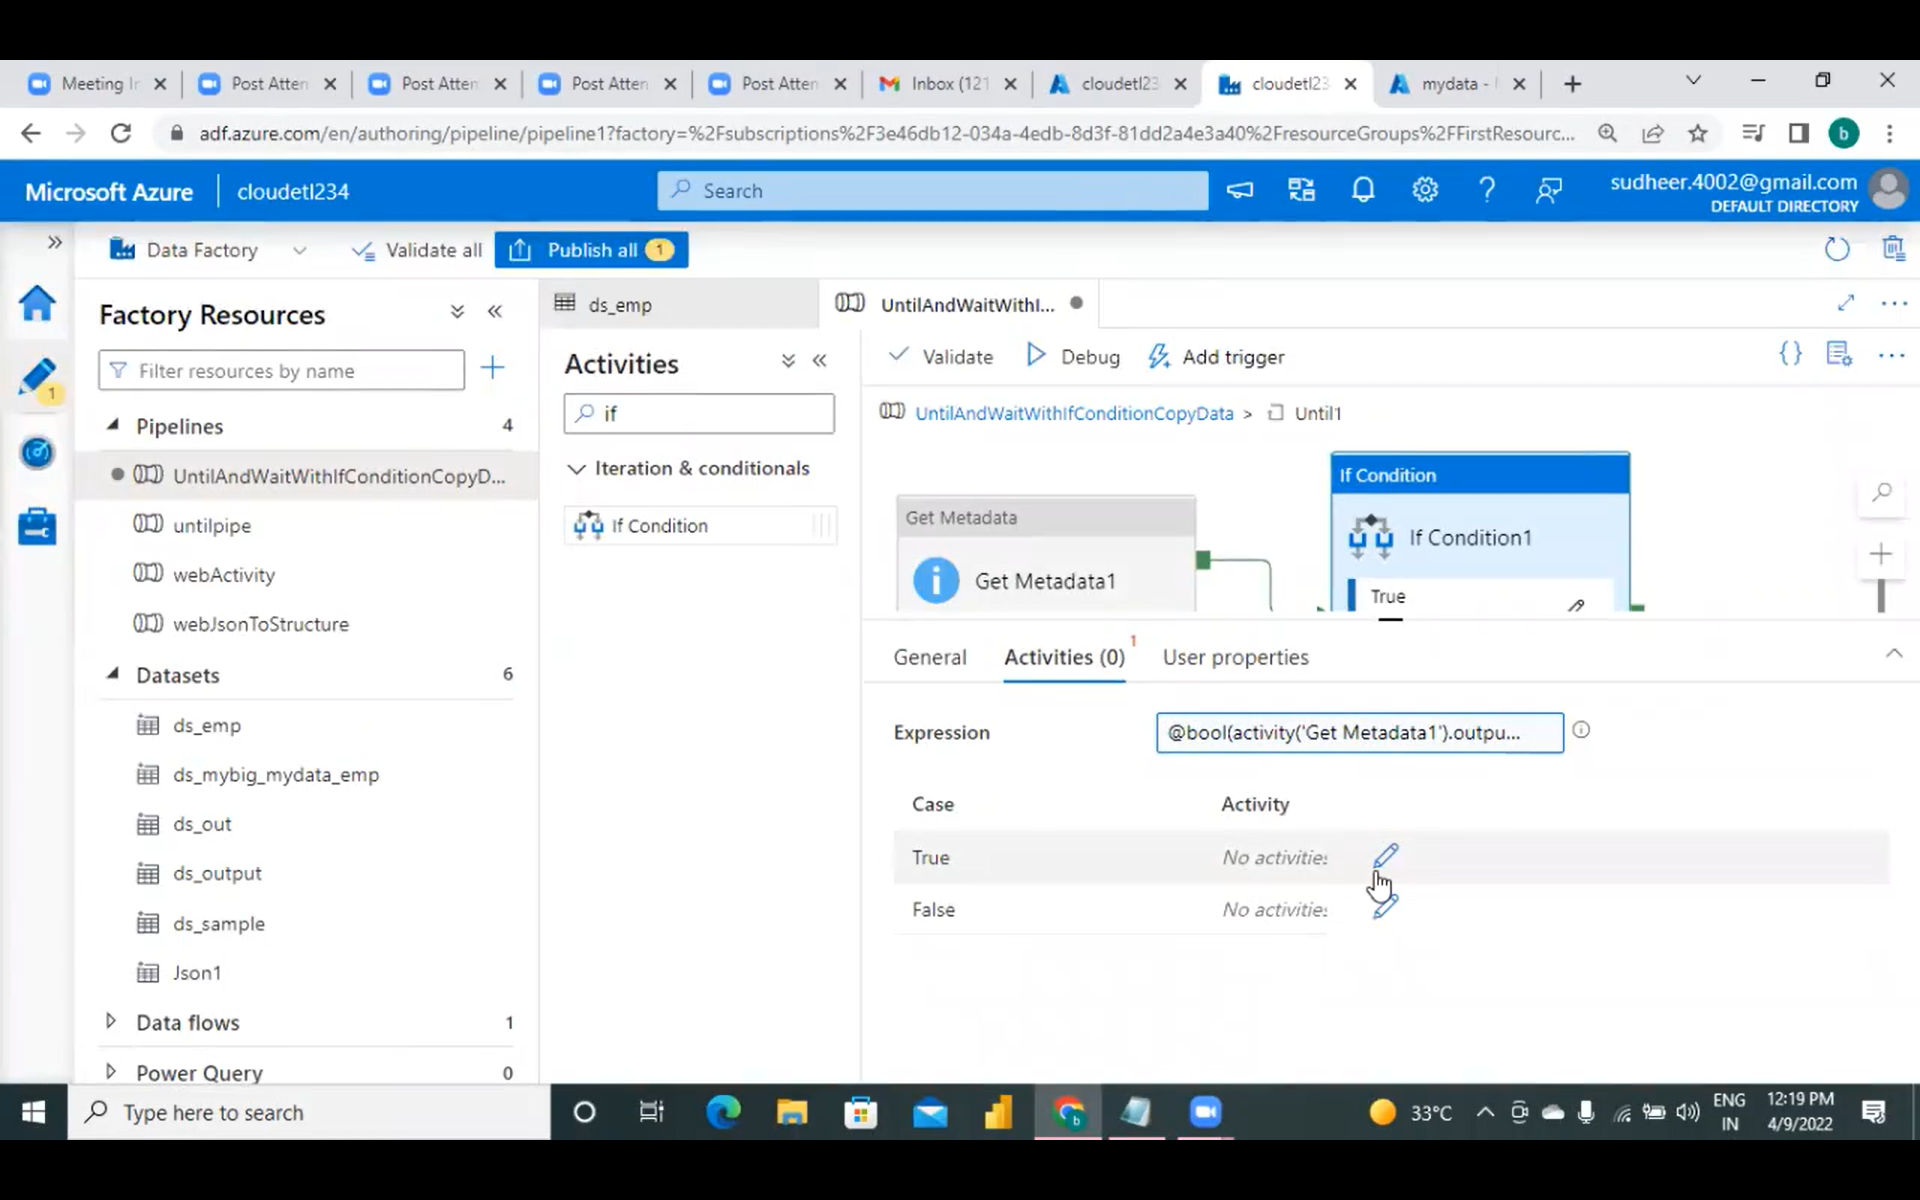 Meeting In
Post Atten
Post Atten
Post Atten
Post Atten
Inbox (121
cloudetl23
cloudetl23
mydata -
adf.azure.com/en/authoring/pipeline/pipeline1?factory=%2Fsubscriptions%2F3e46db12-034a-4edb-8d3f-81dd2a4e3a40%2FresourceGroups%2FFirstResourc...
b
Microsoft Azure
cloudetl234
Search
sudheer.4002@gmail.com
DEFAULT DIRECTORY
Data Factory
Validate all
Publish all 1
Factory Resources
Filter resources by name
1
Pipelines 4
UntilAndWaitWithIfConditionCopyD...
untilpipe
webActivity
webJsonToStructure
Datasets 6
ds_emp
ds_mybig_mydata_emp
ds_out
ds_output
ds_sample
Json1
Data flows 1
Power Query 0
ds_emp
UntilAndWaitWithI...
Activities
if
Iteration & conditionals
If Condition
Validate
Debug
Add trigger
UntilAndWaitWithIfConditionCopyData > Until1
Get Metadata
Get Metadata1
If Condition
If Condition1
True
General
Activities (0) 1
User properties
Expression
@bool(activity('Get Metadata1').outpu...
Case Activity
True No activities
False No activities
Type here to search
33°C
ENG
IN
12:19 PM
4/9/2022